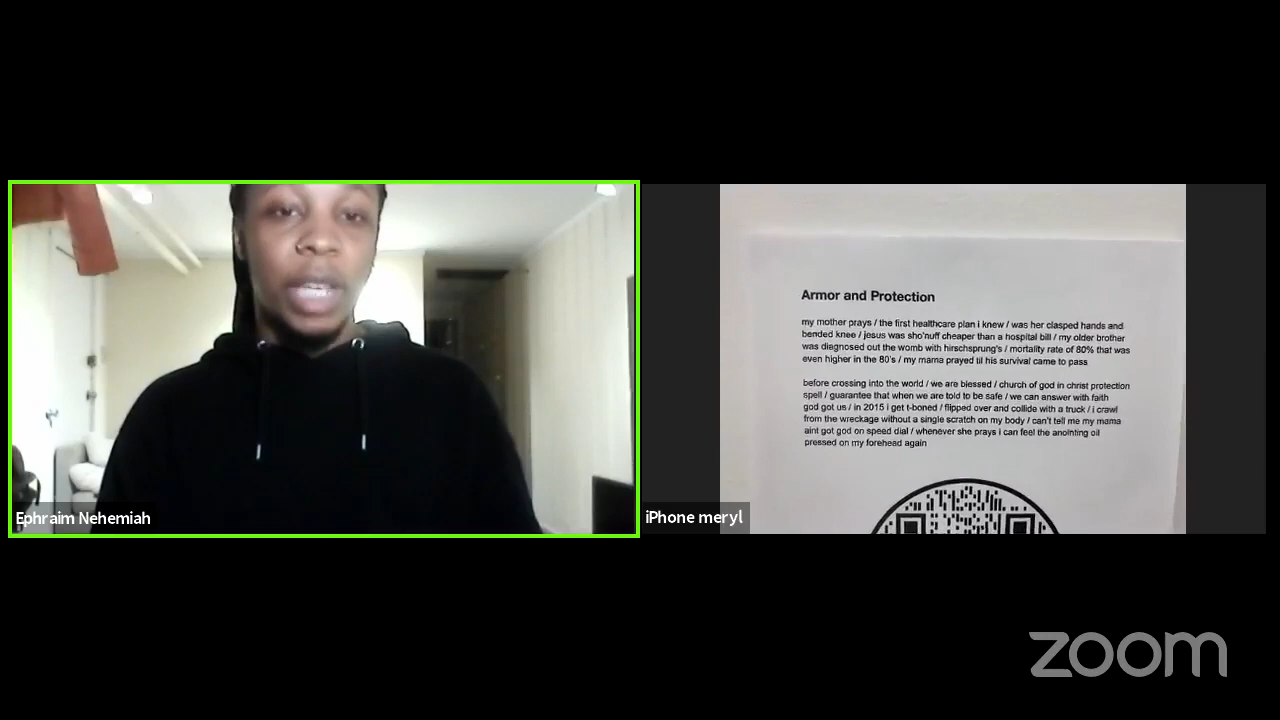 Armor and Protection
my mother prays / the first healthcare plan i knew / was her clasped hands and
bended knee / jesus was sho'nuff cheaper than a hospital bill / my older brother
was diagnosed out the womb with hirschsprung's / mortality rate of 80% that was
even higher in the 80's / my mama prayed til his survival came to pass
before crossing into the world / we are blessed / church of god in christ protection
spell / guarantee that when we are told to be safe / we can answer with faith
god got us / in 2015 i get t-boned / flipped over and collide with a truck / i crawl
from the wreckage without a single scratch on my body / can't tell me my mama
aint got god on speed dial / whenever she prays i can feel the anointing oil
pressed on my forehead again
Ephraim Nehemiah
iPhone meryl
zoom